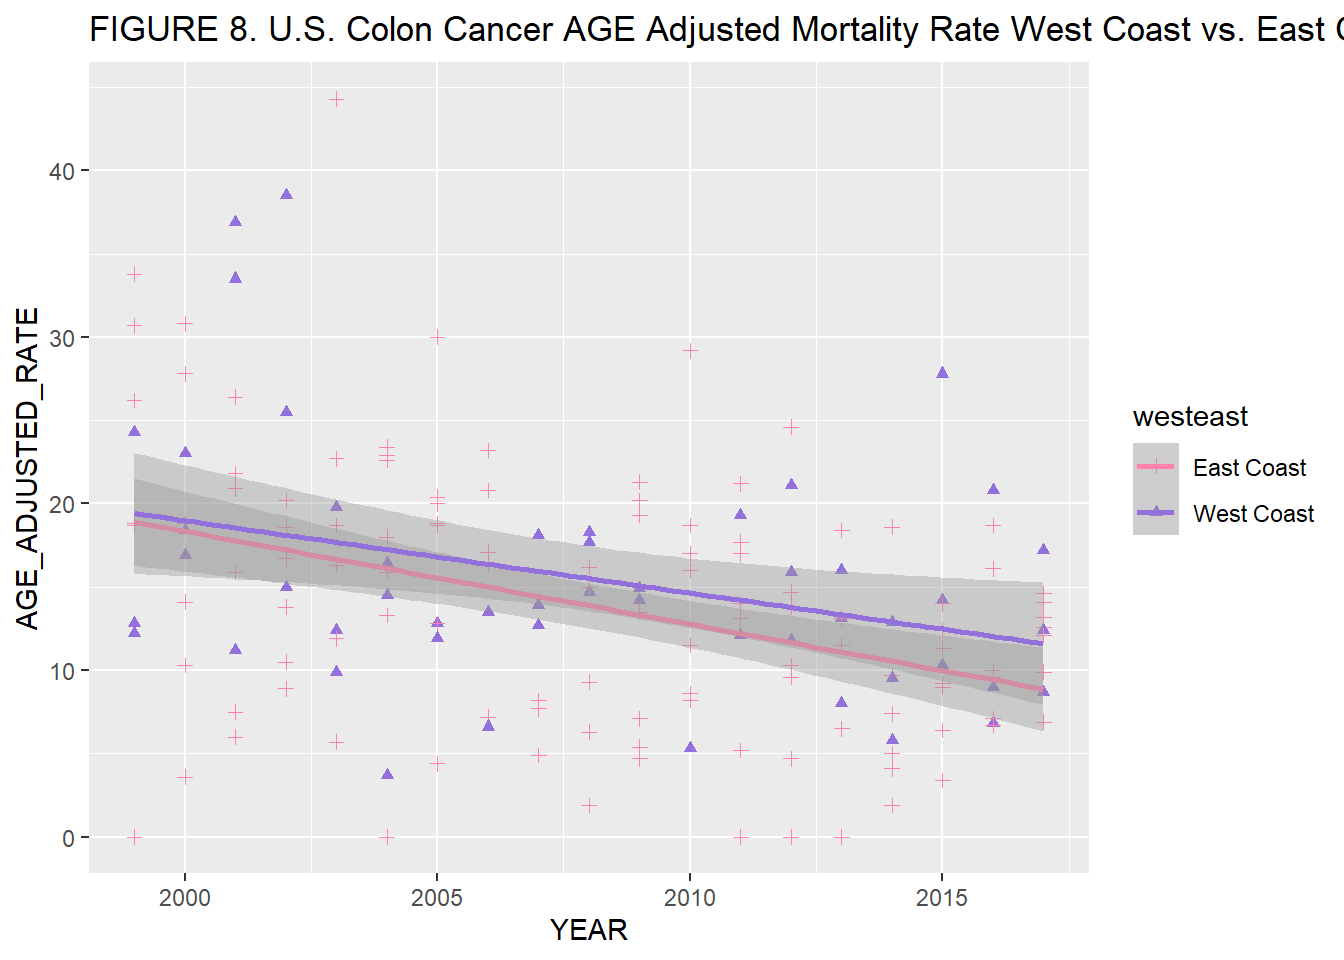 FIGURE 8. U.S. Colon Cancer AGE Adjusted Mortality Rate West Coast vs. East
AGE_ADJUSTED_RATE
40
30
20
10
0
2000
2005
2010
2015
YEAR
westeast
East Coast
West Coast